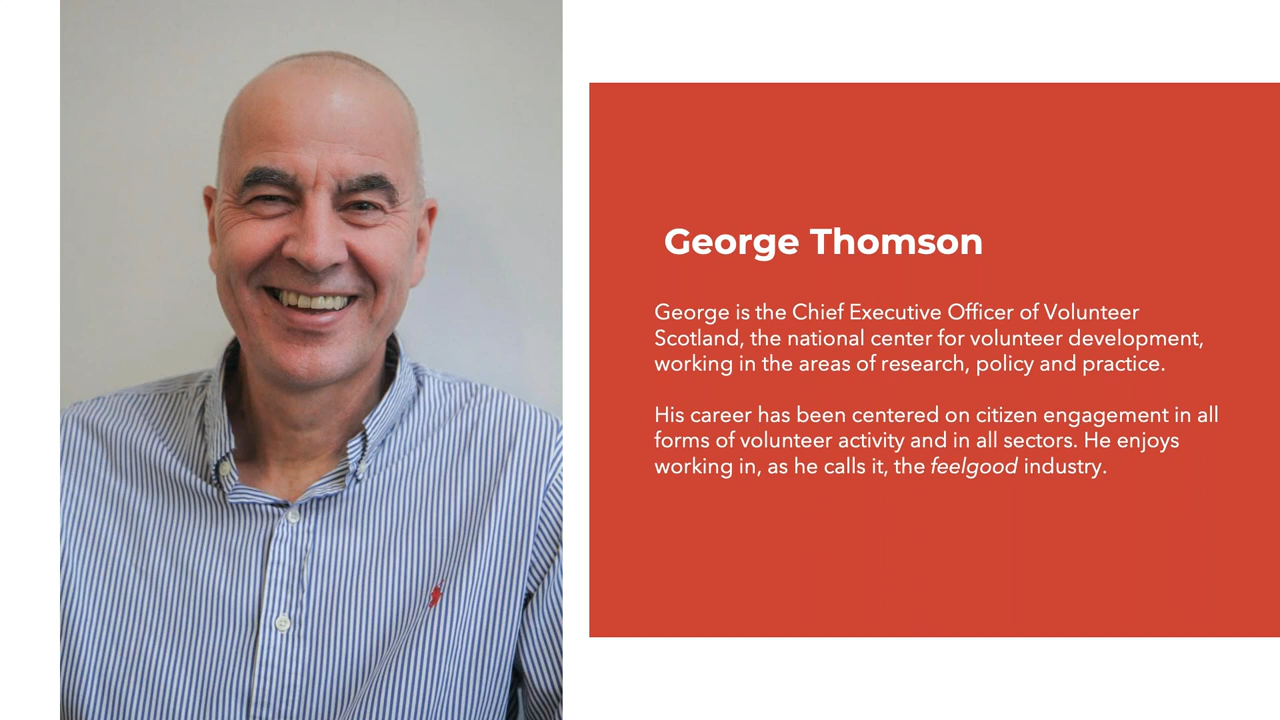 George Thomson
George is the Chief Executive Officer of Volunteer
Scotland, the national center for volunteer development,
working in the areas of research, policy and practice.
His career has been centered on citizen engagement in all
forms of volunteer activity and in all sectors. He enjoys
working in, as he calls it, the feelgood industry.